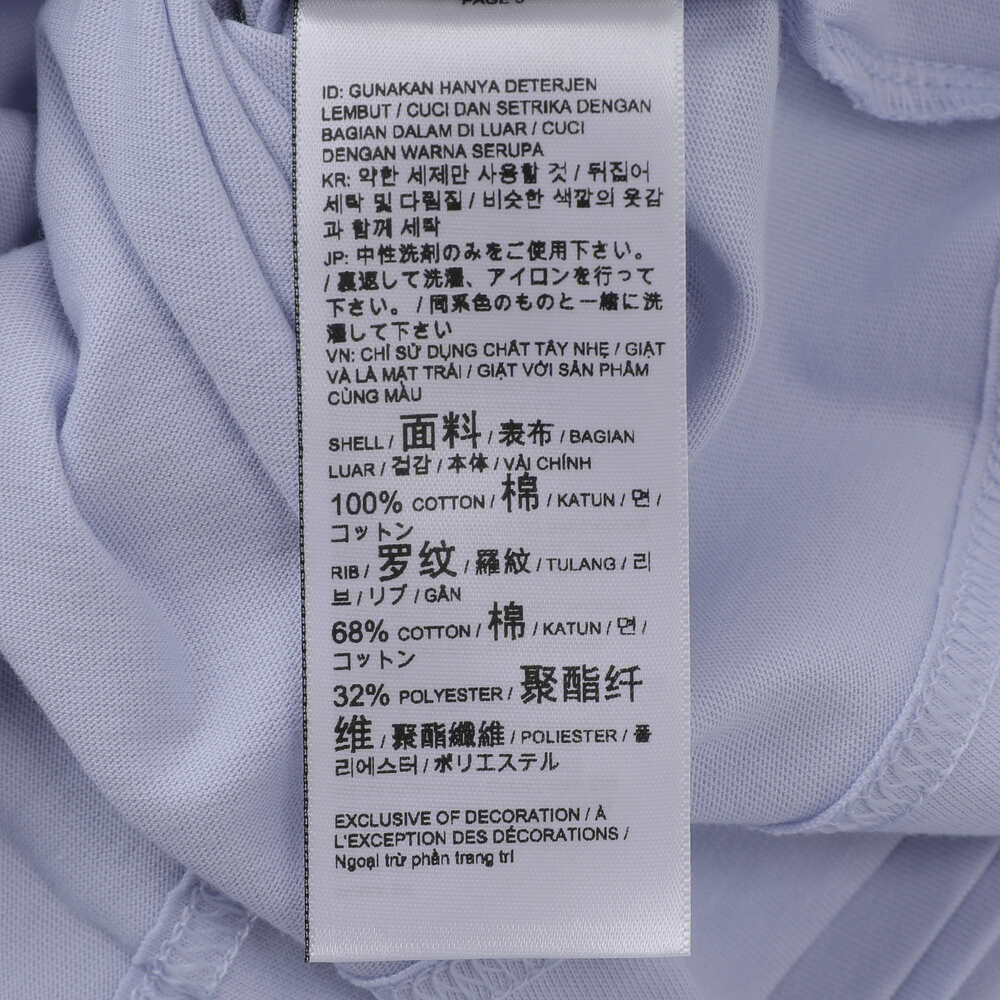 ID: GUNAKAN HANYA DETERJEN
LEMBUT / CUCI DAN SETRIKA DENGAN
BAGIAN DALAM DI LUAR / CUCI
DENGAN WARNA SERUPA
KR: 약한 세제만 사용할 것 / 뒤집어
세탁 및 다림질 / 비슷한 색깔의 옷감
과 함께 세탁
JP: 中性洗剤のみをご使用下さい。
/ 裏返して洗濯、アイロンを行って
下さい。 / 同系色のものと一緒に洗
濯して下さい
VN: CHỈ SỬ DỤNG CHẤT TẨY NHẸ / GIẶT
VÀ LÀ MẶT TRÁI / GIẶT VỚI SẢN PHẨM
CÙNG MÀU
SHELL / 面料 / 表布 / BAGIAN
LUAR / 겉감 / 本体 / VẢI CHÍNH
100% COTTON / 棉 / KATUN / 면 /
コットン
RIB / 罗纹 / 羅紋 / TULANG / 리
브 / リブ / GÂN
68% COTTON / 棉 / KATUN / 면 /
コットン
32% POLYESTER / 聚酯纤
维 / 聚酯纖維 / POLIESTER / 폴
리에스터 / ポリエステル
EXCLUSIVE OF DECORATION / À
L'EXCEPTION DES DÉCORATIONS /
Ngoại trừ phần trang trí